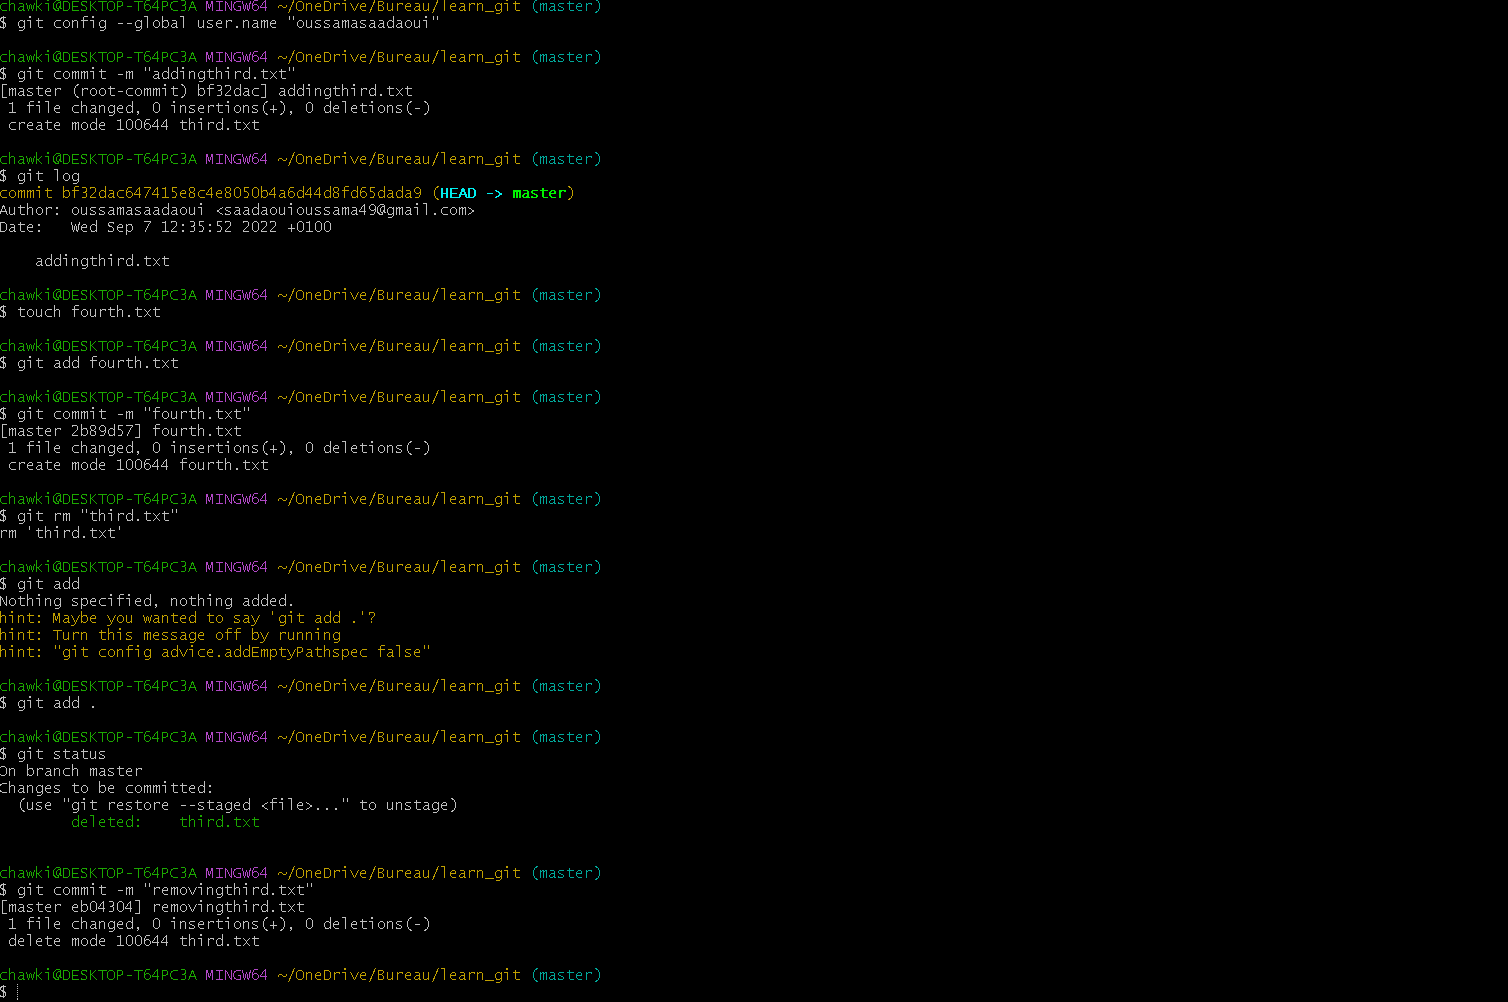 chawki@DESKTOP-T64PC3A MINGW64 ~/OneDrive/Bureau/learn_git (master)
$ git config --global user.name "oussamasaadaoui"
chawki@DESKTOP-T64PC3A MINGW64 ~/OneDrive/Bureau/learn_git (master)
$ git commit -m "addingthird.txt"
[master (root-commit) bf32dac] addingthird.txt
 1 file changed, 0 insertions(+), 0 deletions(-)
 create mode 100644 third.txt
chawki@DESKTOP-T64PC3A MINGW64 ~/OneDrive/Bureau/learn_git (master)
$ git log
commit bf32dac647415e8c4e8050b4a6d44d8fd65dada9 (HEAD -> master)
Author: oussamasaadaoui <saadaouioussama49@gmail.com>
Date:   Wed Sep 7 12:35:52 2022 +0100
    addingthird.txt
chawki@DESKTOP-T64PC3A MINGW64 ~/OneDrive/Bureau/learn_git (master)
$ touch fourth.txt
chawki@DESKTOP-T64PC3A MINGW64 ~/OneDrive/Bureau/learn_git (master)
$ git add fourth.txt
chawki@DESKTOP-T64PC3A MINGW64 ~/OneDrive/Bureau/learn_git (master)
$ git commit -m "fourth.txt"
[master 2b89d57] fourth.txt
 1 file changed, 0 insertions(+), 0 deletions(-)
 create mode 100644 fourth.txt
chawki@DESKTOP-T64PC3A MINGW64 ~/OneDrive/Bureau/learn_git (master)
$ git rm "third.txt"
rm 'third.txt'
chawki@DESKTOP-T64PC3A MINGW64 ~/OneDrive/Bureau/learn_git (master)
$ git add
Nothing specified, nothing added.
hint: Maybe you wanted to say 'git add .'?
hint: Turn this message off by running
hint: "git config advice.addEmptyPathspec false"
chawki@DESKTOP-T64PC3A MINGW64 ~/OneDrive/Bureau/learn_git (master)
$ git add .
chawki@DESKTOP-T64PC3A MINGW64 ~/OneDrive/Bureau/learn_git (master)
$ git status
On branch master
Changes to be committed:
  (use "git restore --staged <file>..." to unstage)
        deleted:    third.txt
chawki@DESKTOP-T64PC3A MINGW64 ~/OneDrive/Bureau/learn_git (master)
$ git commit -m "removingthird.txt"
[master eb04304] removingthird.txt
 1 file changed, 0 insertions(+), 0 deletions(-)
 delete mode 100644 third.txt
chawki@DESKTOP-T64PC3A MINGW64 ~/OneDrive/Bureau/learn_git (master)
$